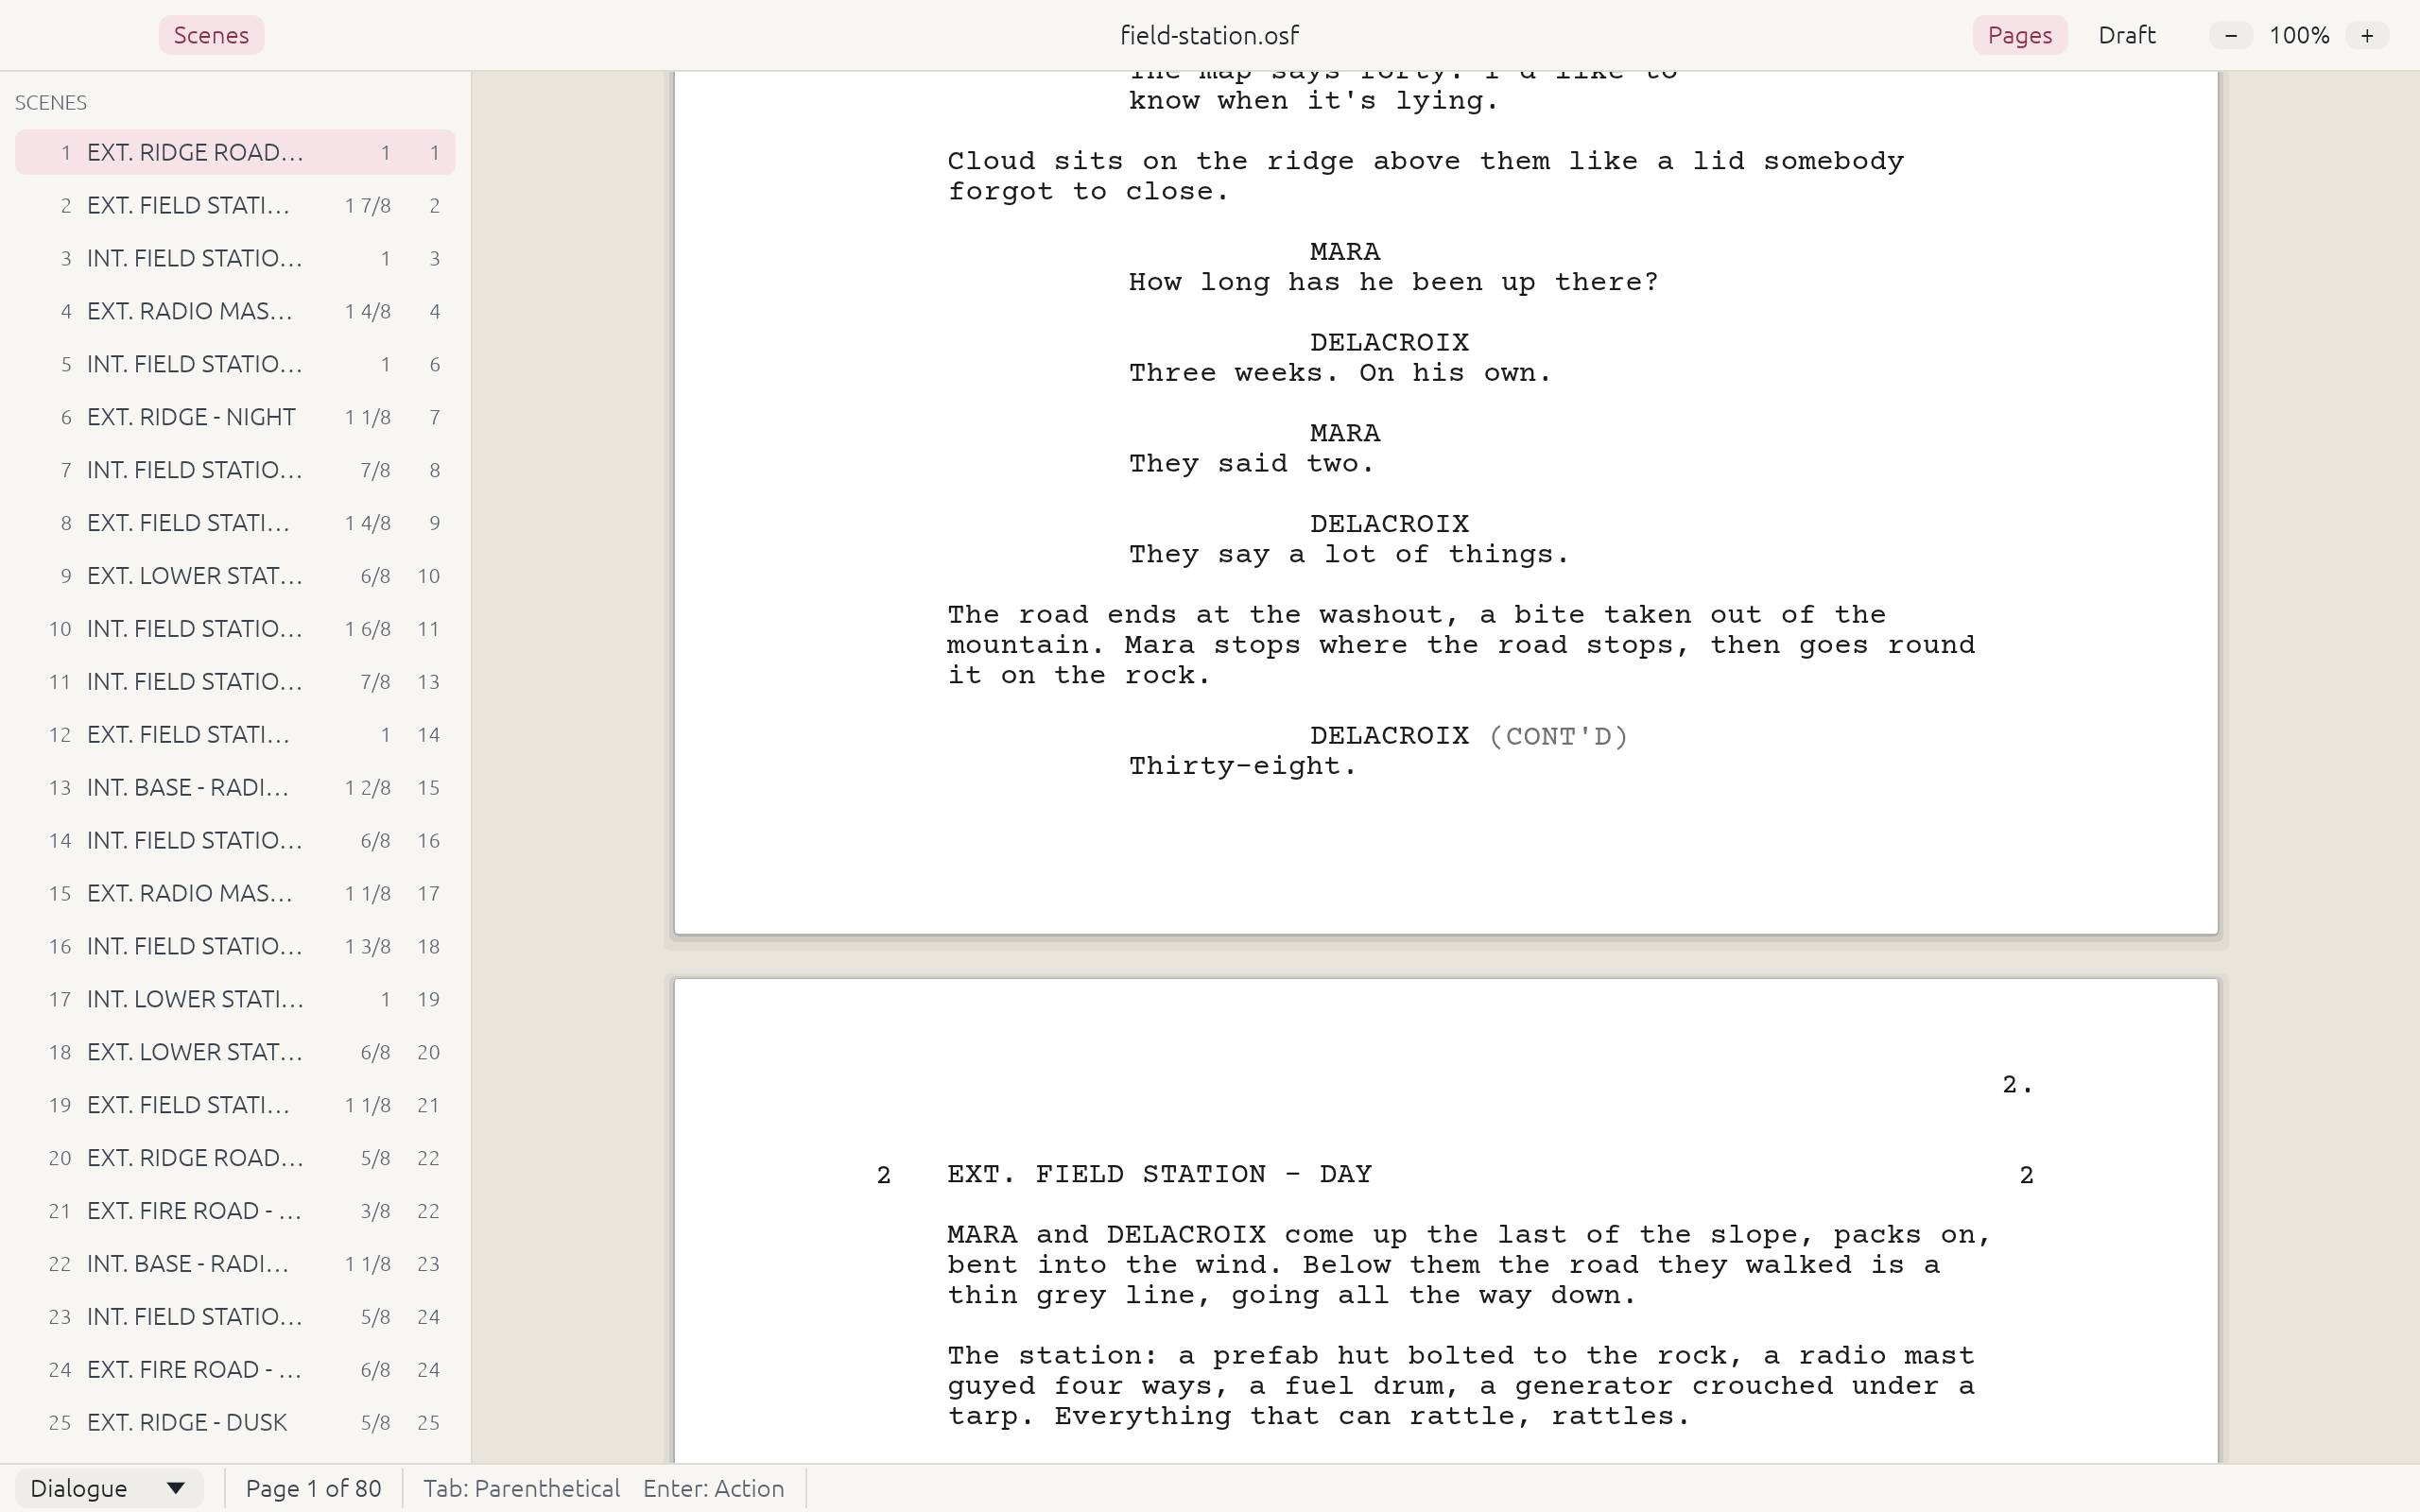 Scenes
field-station.osf
Pages Draft − 100% +
SCENES
1 EXT. RIDGE ROAD… 1 1
2 EXT. FIELD STATI… 1 7/8 2
3 INT. FIELD STATIO… 1 3
4 EXT. RADIO MAS… 1 4/8 4
5 INT. FIELD STATIO… 1 6
6 EXT. RIDGE - NIGHT 1 1/8 7
7 INT. FIELD STATIO… 7/8 8
8 EXT. FIELD STATI… 1 4/8 9
9 EXT. LOWER STAT… 6/8 10
10 INT. FIELD STATIO… 1 6/8 11
11 INT. FIELD STATIO… 7/8 13
12 EXT. FIELD STATI… 1 14
13 INT. BASE - RADI… 1 2/8 15
14 INT. FIELD STATIO… 6/8 16
15 EXT. RADIO MAS… 1 1/8 17
16 INT. FIELD STATIO… 1 3/8 18
17 INT. LOWER STATI… 1 19
18 EXT. LOWER STAT… 6/8 20
19 EXT. FIELD STATI… 1 1/8 21
20 EXT. RIDGE ROAD… 5/8 22
21 EXT. FIRE ROAD - … 3/8 22
22 INT. BASE - RADI… 1 1/8 23
23 INT. FIELD STATIO… 5/8 24
24 EXT. FIRE ROAD - … 6/8 24
25 EXT. RIDGE - DUSK 5/8 25
The map says forty. I'd like to
know when it's lying.
Cloud sits on the ridge above them like a lid somebody
forgot to close.
MARA
How long has he been up there?
DELACROIX
Three weeks. On his own.
MARA
They said two.
DELACROIX
They say a lot of things.
The road ends at the washout, a bite taken out of the
mountain. Mara stops where the road stops, then goes round
it on the rock.
DELACROIX (CONT'D)
Thirty-eight.
2.
2 EXT. FIELD STATION - DAY 2
MARA and DELACROIX come up the last of the slope, packs on,
bent into the wind. Below them the road they walked is a
thin grey line, going all the way down.
The station: a prefab hut bolted to the rock, a radio mast
guyed four ways, a fuel drum, a generator crouched under a
tarp. Everything that can rattle, rattles.
Dialogue Page 1 of 80 Tab: Parenthetical Enter: Action